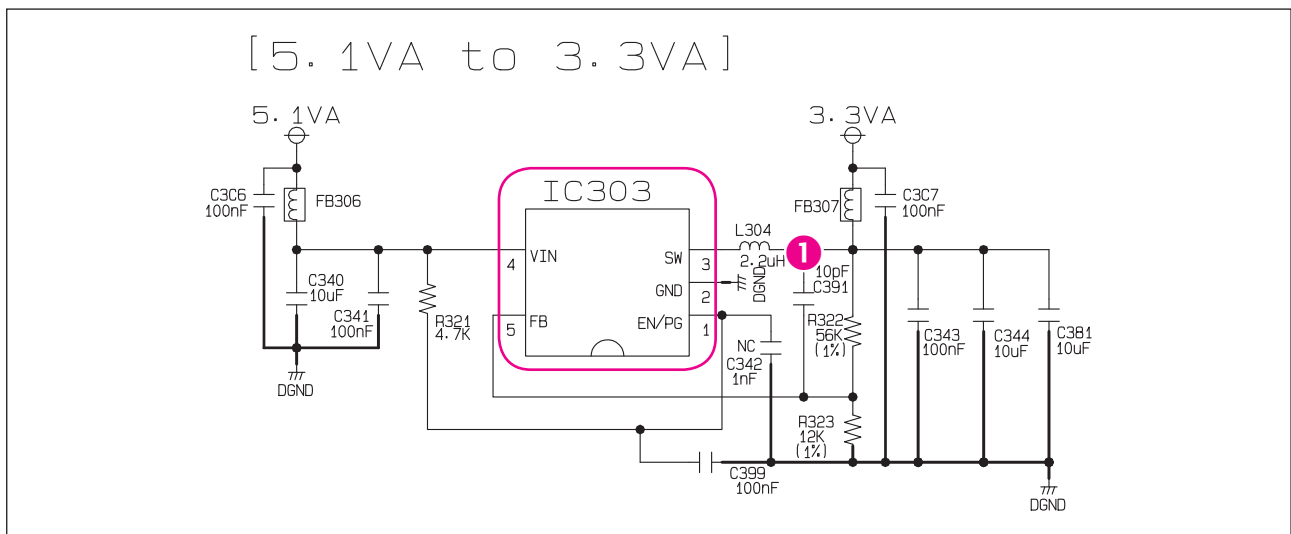 [5.1VA to 3.3VA]
5.1VA
3.3VA
C3C6
100nF
FB306
IC303
FB307
C3C7
100nF
L304
2.2uH
1
VIN
4
SW
3
GND
2
DGND
EN/PG
1
FB
5
C340
10uF
C341
100nF
R321
4.7K
10pF
C391
NC
C342
1nF
R322
56K
(1%)
C343
100nF
C344
10uF
C381
10uF
DGND
R323
12K
(1%)
C399
100nF
DGND